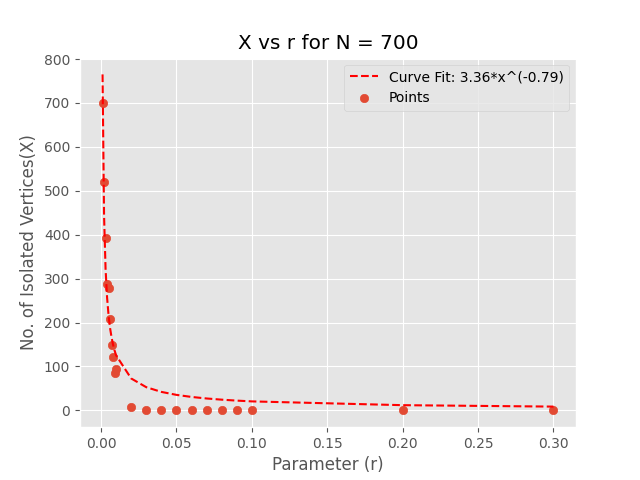 X vs r for N = 700
Curve Fit: 3.36*x^(-0.79)
Points
No. of Isolated Vertices(X)
800
700
600
500
400
300
200
100
0
0.00 0.05 0.10 0.15 0.20 0.25 0.30
Parameter (r)